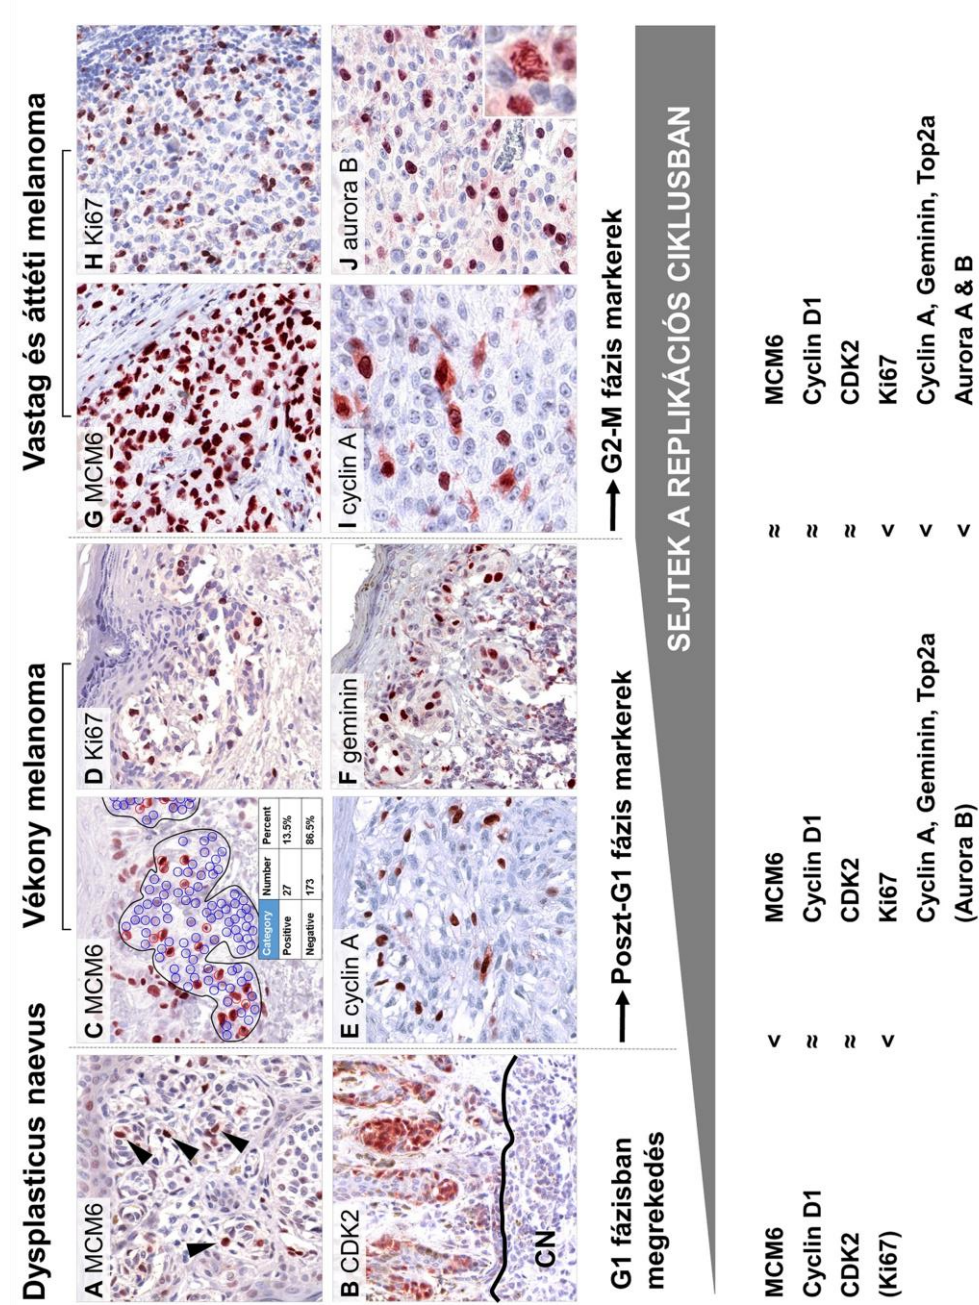 Dysplasticus naevus
Vékony melanoma
Vastag és áttéti melanoma
A MCM6
C MCM6
D Ki67
G MCM6
H Ki67
Category Number Percent
Positive 27 13.5%
Negative 173 86.5%
B CDK2
CN
E cyclin A
F geminin
I cyclin A
J aurora B
G1 fázisban
megrekedés
Poszt-G1 fázis markerek
G2-M fázis markerek
SEJTEK A REPLIKÁCIÓS CIKLUSBAN
MCM6 < MCM6 ≈ MCM6
Cyclin D1 ≈ Cyclin D1 ≈ Cyclin D1
CDK2 ≈ CDK2 ≈ CDK2
(Ki67) < Ki67 < Ki67
Cyclin A, Geminin, Top2a < Cyclin A, Geminin, Top2a
(Aurora B) < Aurora A & B